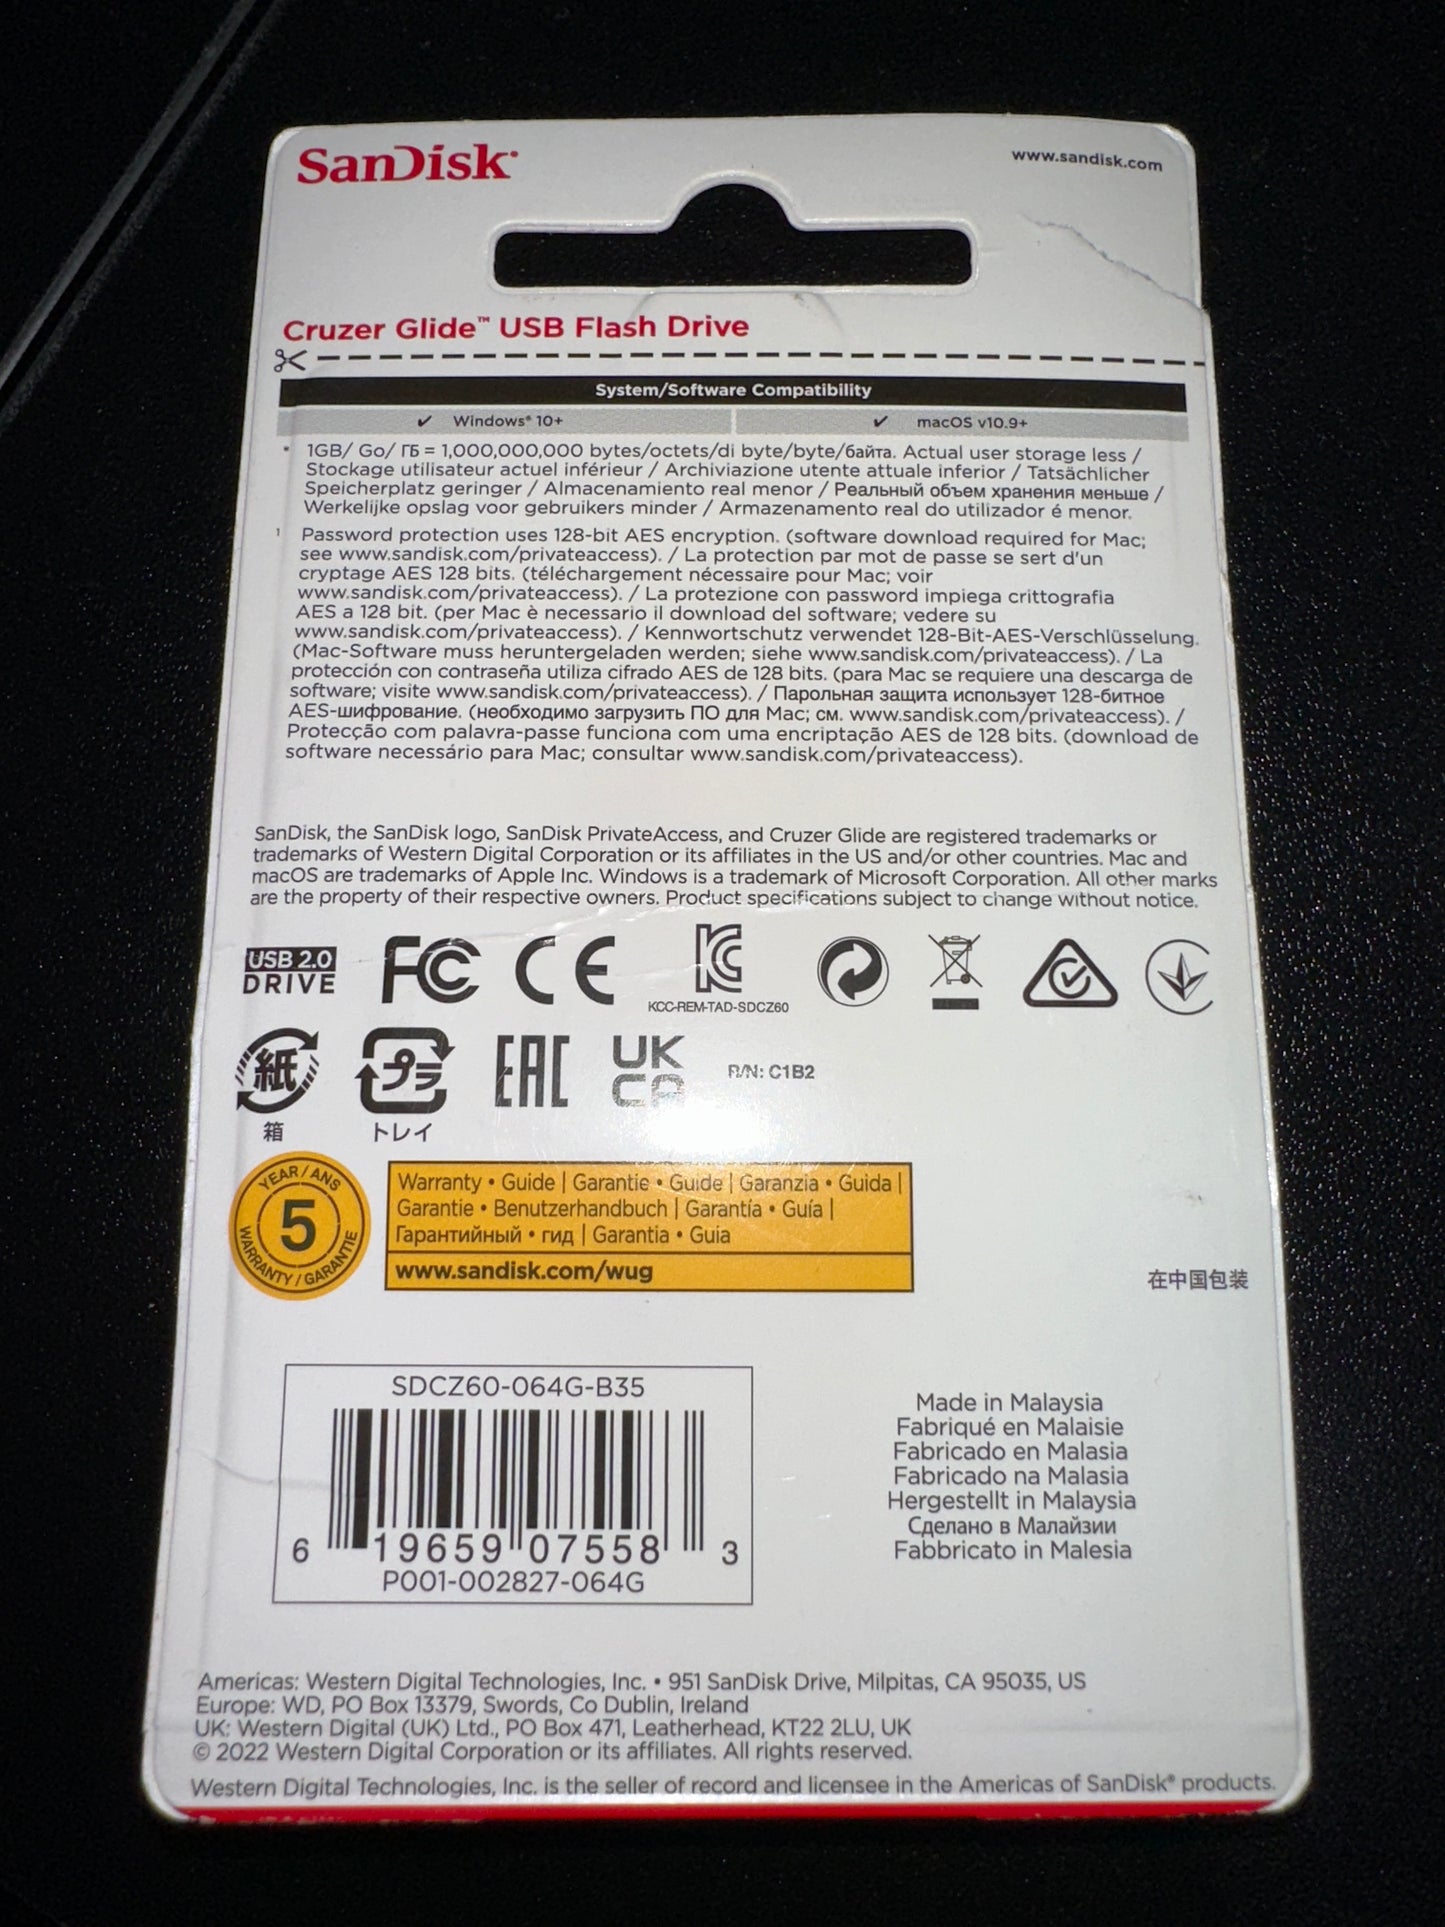 SanDisk®
www.sandisk.com
Cruzer Glide™ USB Flash Drive
System/Software Compatibility
✓ Windows® 10+
✓ macOS v10.9+
* 1GB/ Go/ ГБ = 1,000,000,000 bytes/octets/di byte/byte/байта. Actual user storage less /
Stockage utilisateur actuel inférieur / Archiviazione utente attuale inferior / Tatsächlicher
Speicherplatz geringer / Almacenamiento real menor / Реальный объем хранения меньше /
Werkelijke opslag voor gebruikers minder / Armazenamento real do utilizador é menor.
1 Password protection uses 128-bit AES encryption. (software download required for Mac;
see www.sandisk.com/privateaccess). / La protection par mot de passe se sert d'un
cryptage AES 128 bits. (téléchargement nécessaire pour Mac; voir
www.sandisk.com/privateaccess). / La protezione con password impiega crittografia
AES a 128 bit. (per Mac è necessario il download del software; vedere su
www.sandisk.com/privateaccess). / Kennwortschutz verwendet 128-Bit-AES-Verschlüsselung.
(Mac-Software muss heruntergeladen werden; siehe www.sandisk.com/privateaccess). / La
protección con contraseña utiliza cifrado AES de 128 bits. (para Mac se requiere una descarga de
software; visite www.sandisk.com/privateaccess). / Парольная защита использует 128-битное
AES-шифрование. (необходимо загрузить ПО для Mac; см. www.sandisk.com/privateaccess). /
Protecção com palavra-passe funciona com uma encriptação AES de 128 bits. (download de
software necessário para Mac; consultar www.sandisk.com/privateaccess).
SanDisk, the SanDisk logo, SanDisk PrivateAccess, and Cruzer Glide are registered trademarks or
trademarks of Western Digital Corporation or its affiliates in the US and/or other countries. Mac and
macOS are trademarks of Apple Inc. Windows is a trademark of Microsoft Corporation. All other marks
are the property of their respective owners. Product specifications subject to change without notice.
USB 2.0
DRIVE
FC CE KC
KCC-REM-TAD-SDCZ60
紙 プラ EAC UK
CA
R/N: C1B2
箱 トレイ
YEAR/ANS
5
WARRANTY/GARANTIE
Warranty • Guide | Garantie • Guide | Garanzia • Guida |
Garantie • Benutzerhandbuch | Garantía • Guía |
Гарантийный • гид | Garantia • Guia
www.sandisk.com/wug
在中国包装
SDCZ60-064G-B35
6 19659 07558 3
P001-002827-064G
Made in Malaysia
Fabriqué en Malaisie
Fabricado en Malasia
Fabricado na Malasia
Hergestellt in Malaysia
Сделано в Малайзии
Fabbricato in Malesia
Americas: Western Digital Technologies, Inc. • 951 SanDisk Drive, Milpitas, CA 95035, US
Europe: WD, PO Box 13379, Swords, Co Dublin, Ireland
UK: Western Digital (UK) Ltd., PO Box 471, Leatherhead, KT22 2LU, UK
© 2022 Western Digital Corporation or its affiliates. All rights reserved.
Western Digital Technologies, Inc. is the seller of record and licensee in the Americas of SanDisk® products.